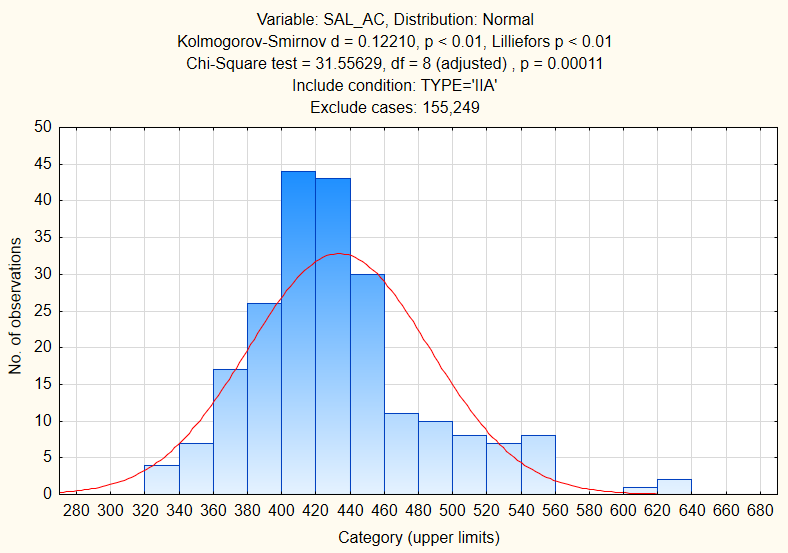 Variable: SAL_AC, Distribution: Normal
Kolmogorov-Smirnov d = 0.12210, p < 0.01, Lilliefors p < 0.01
Chi-Square test = 31.55629, df = 8 (adjusted) , p = 0.00011
Include condition: TYPE='IIA'
Exclude cases: 155,249
50
45
40
35
30
25
20
15
10
5
0
No. of observations
280 300 320 340 360 380 400 420 440 460 480 500 520 540 560 580 600 620 640 660 680
Category (upper limits)